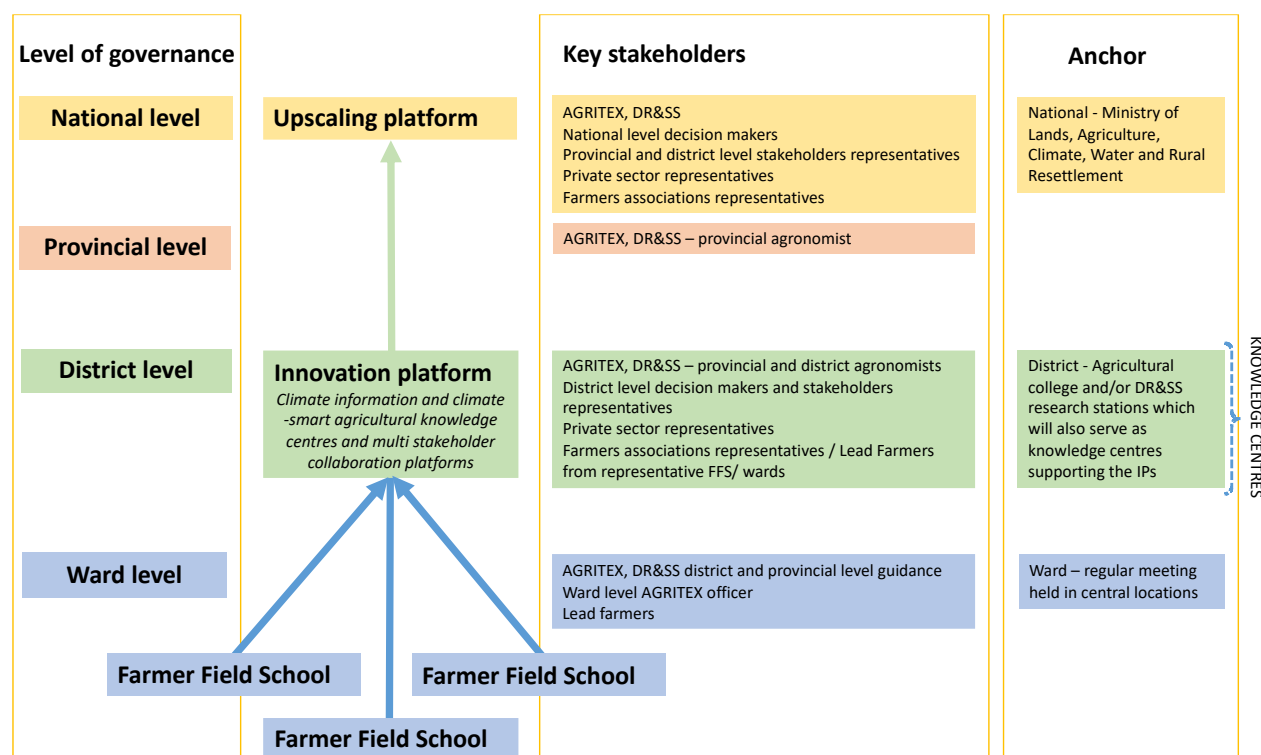 Level of governance
Key stakeholders
Anchor
National level
Upscaling platform
AGRITEX, DR&SS
National level decision makers
Provincial and district level stakeholders representatives
Private sector representatives
Farmers associations representatives
National - Ministry of
Lands, Agriculture,
Climate, Water and Rural
Resettlement
Provincial level
AGRITEX, DR&SS – provincial agronomist
District level
Innovation platform
Climate information and climate
-smart agricultural knowledge
centres and multi stakeholder
collaboration platforms
AGRITEX, DR&SS – provincial and district agronomists
District level decision makers and stakeholders
representatives
Private sector representatives
Farmers associations representatives / Lead Farmers
from representative FFS/ wards
District - Agricultural
college and/or DR&SS
research stations which
will also serve as
knowledge centres
supporting the IPs
KNOWLEDGE CENTRES
Ward level
AGRITEX, DR&SS district and provincial level guidance
Ward level AGRITEX officer
Lead farmers
Ward – regular meeting
held in central locations
Farmer Field School
Farmer Field School
Farmer Field School